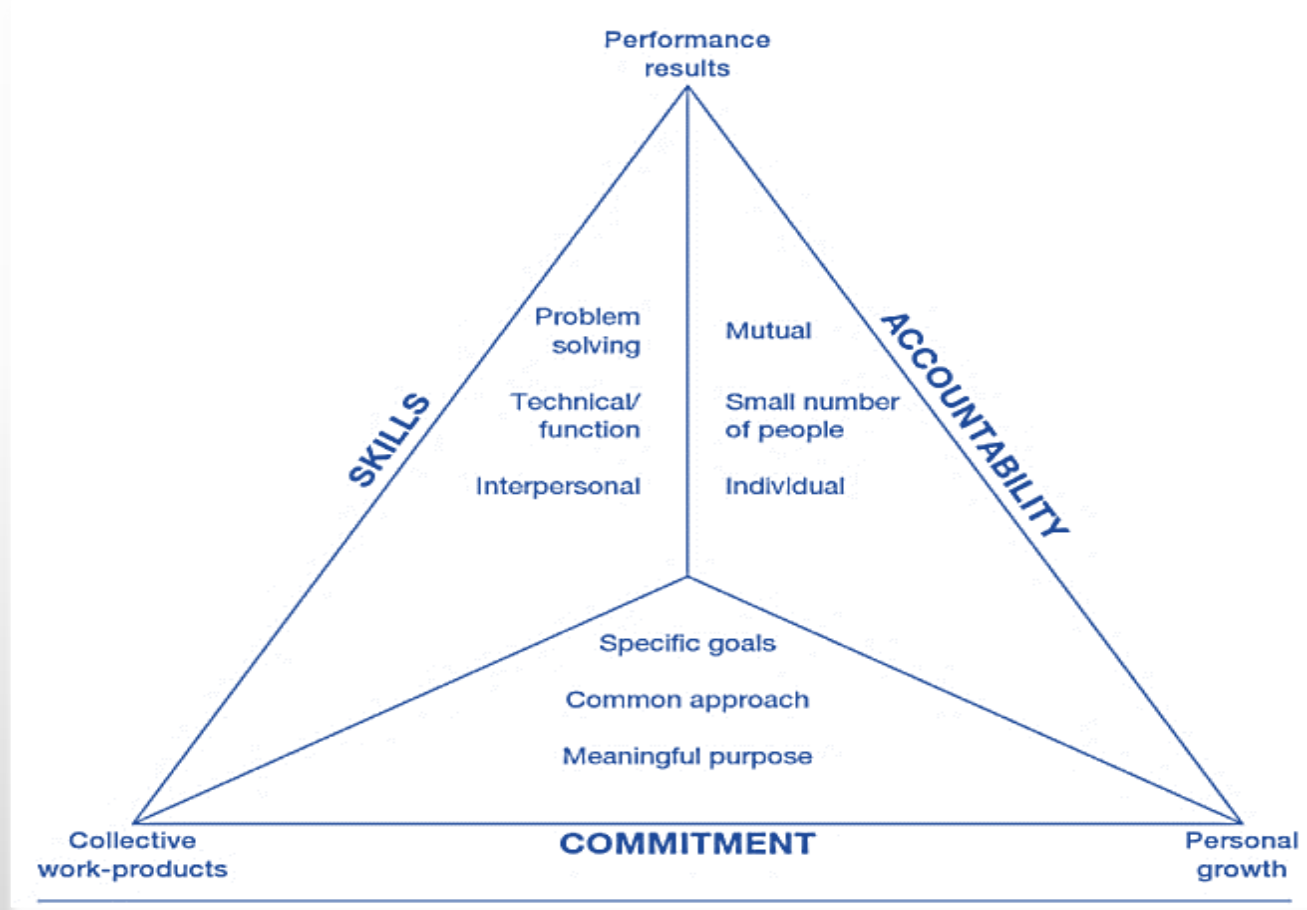 Performance
results
Problem
solving
Technical/
function
Interpersonal
SKILLS
Mutual
Small number
of people
Individual
ACCOUNTABILITY
Specific goals
Common approach
Meaningful purpose
Collective
work-products
COMMITMENT
Personal
growth